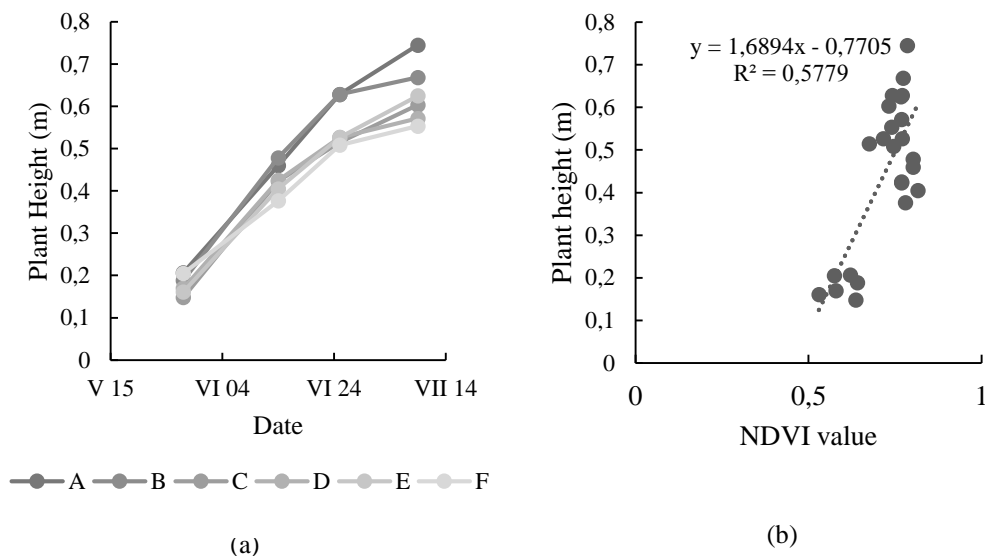 0,8
0,7
0,6
0,5
0,4
0,3
0,2
0,1
0
Plant Height (m)
V 15 VI 04 VI 24 VII 14
Date
A B C D E F
(a)
0,8
0,7
0,6
0,5
0,4
0,3
0,2
0,1
0
Plant height (m)
y = 1,6894x - 0,7705
R² = 0,5779
0 0,5 1
NDVI value
(b)